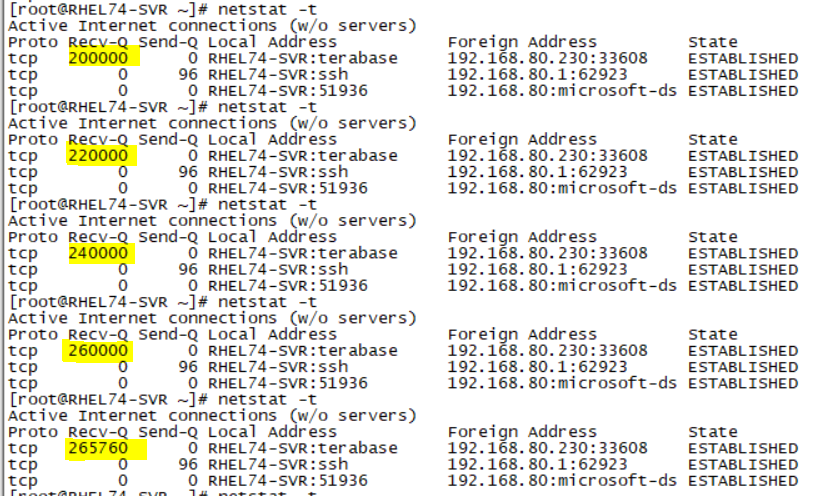 [root@RHEL74-SVR ~]# netstat -t
Active Internet connections (w/o servers)
Proto Recv-Q Send-Q Local Address           Foreign Address         State
tcp   200000      0 RHEL74-SVR:terabase     192.168.80.230:33608    ESTABLISHED
tcp        0     96 RHEL74-SVR:ssh          192.168.80.1:62923      ESTABLISHED
tcp        0      0 RHEL74-SVR:51936        192.168.80:microsoft-ds ESTABLISHED
[root@RHEL74-SVR ~]# netstat -t
Active Internet connections (w/o servers)
Proto Recv-Q Send-Q Local Address           Foreign Address         State
tcp   220000      0 RHEL74-SVR:terabase     192.168.80.230:33608    ESTABLISHED
tcp        0     96 RHEL74-SVR:ssh          192.168.80.1:62923      ESTABLISHED
tcp        0      0 RHEL74-SVR:51936        192.168.80:microsoft-ds ESTABLISHED
[root@RHEL74-SVR ~]# netstat -t
Active Internet connections (w/o servers)
Proto Recv-Q Send-Q Local Address           Foreign Address         State
tcp   240000      0 RHEL74-SVR:terabase     192.168.80.230:33608    ESTABLISHED
tcp        0     96 RHEL74-SVR:ssh          192.168.80.1:62923      ESTABLISHED
tcp        0      0 RHEL74-SVR:51936        192.168.80:microsoft-ds ESTABLISHED
[root@RHEL74-SVR ~]# netstat -t
Active Internet connections (w/o servers)
Proto Recv-Q Send-Q Local Address           Foreign Address         State
tcp   260000      0 RHEL74-SVR:terabase     192.168.80.230:33608    ESTABLISHED
tcp        0     96 RHEL74-SVR:ssh          192.168.80.1:62923      ESTABLISHED
tcp        0      0 RHEL74-SVR:51936        192.168.80:microsoft-ds ESTABLISHED
[root@RHEL74-SVR ~]# netstat -t
Active Internet connections (w/o servers)
Proto Recv-Q Send-Q Local Address           Foreign Address         State
tcp   265760      0 RHEL74-SVR:terabase     192.168.80.230:33608    ESTABLISHED
tcp        0     96 RHEL74-SVR:ssh          192.168.80.1:62923      ESTABLISHED
tcp        0      0 RHEL74-SVR:51936        192.168.80:microsoft-ds ESTABLISHED
[root@RHEL74-SVR ~]# netstat -t